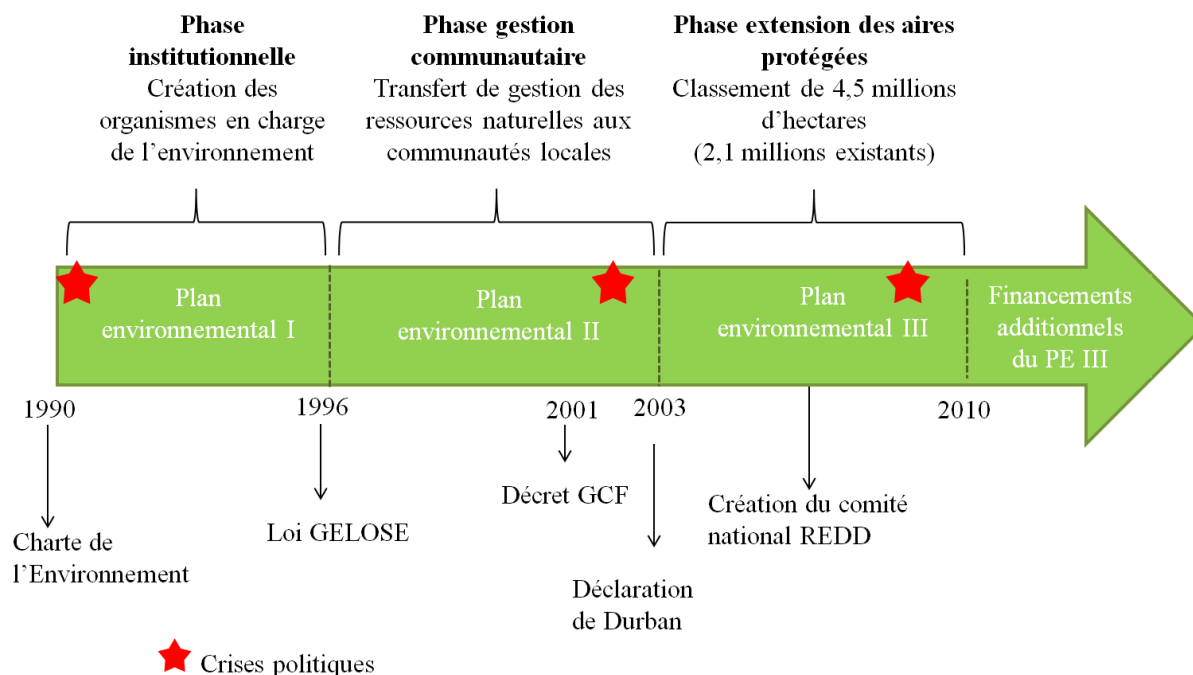 Phase
institutionnelle
Création des
organismes en charge
de l’environnement
Phase gestion
communautaire
Transfert de gestion des
ressources naturelles aux
communautés locales
Phase extension des aires
protégées
Classement de 4,5 millions
d’hectares
(2,1 millions existants)
Plan
environnemental I
Plan
environmental II
Plan
environmental III
Financements
additionnels
du PE III
1990
1996
2001
2003
2010
Charte de
l’Environnement
Loi GELOSE
Décret GCF
Déclaration
de Durban
Création du comité
national REDD
Crises politiques